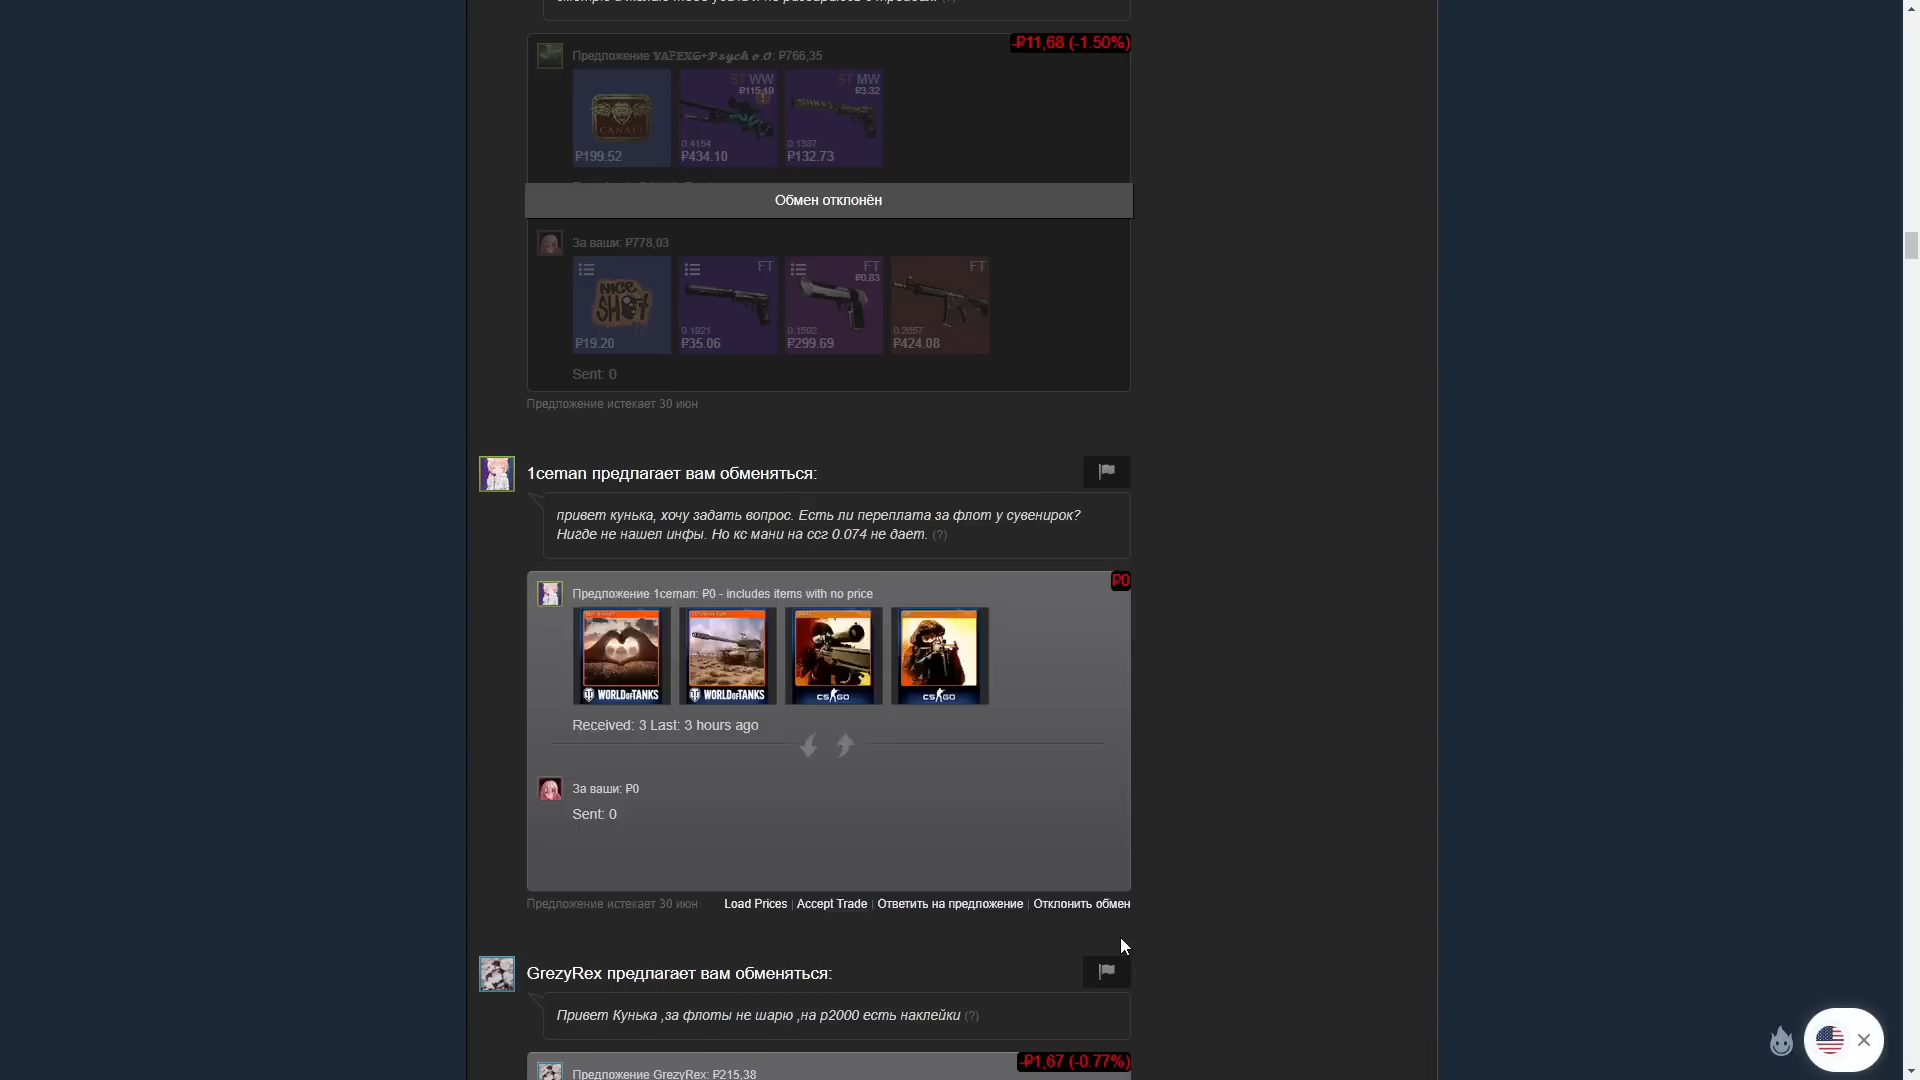 -₽11,68 (-1.50%)
Предложение YAPEXG+Psycho.O: ₽766,35
ST WW
₽115.19
ST MW
₽3.32
CANALS
0.4154
0.1387
₽199.52
₽434.10
₽132.73
Обмен отклонён
За ваши: ₽778,03
FT
FT
₽0.83
FT
NICE SHOT
0.1921
0.1592
0.2657
₽19.20
₽35.06
₽299.69
₽424.08
Sent: 0
Предложение истекает 30 июн
1ceman предлагает вам обменяться:
привет кунька, хочу задать вопрос. Есть ли переплата за флот у сувенирок?
Нигде не нашел инфы. Но кс мани на ссг 0.074 не дает. (?)
₽0
Предложение 1ceman: ₽0 - includes items with no price
WORLD OF TANKS
WORLD OF TANKS
CS GO
CS GO
Received: 3 Last: 3 hours ago
За ваши: ₽0
Sent: 0
Предложение истекает 30 июн
Load Prices | Accept Trade | Ответить на предложение | Отклонить обмен
GrezyRex предлагает вам обменяться:
Привет Кунька ,за флоты не шарю ,на р2000 есть наклейки (?)
-₽1,67 (-0.77%)
Предложение GrezyRex: ₽215,38